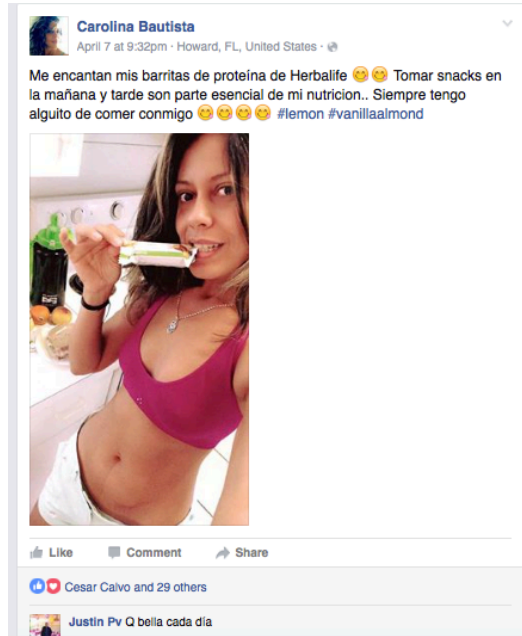 Carolina Bautista
April 7 at 9:32pm · Howard, FL, United States ·
Me encantan mis barritas de proteína de Herbalife 😋😋 Tomar snacks en
la mañana y tarde son parte esencial de mi nutricion.. Siempre tengo
alguito de comer conmigo 😋😋😋😋 #lemon #vanillaalmond
Like Comment Share
Cesar Calvo and 29 others
Justin Pv Q bella cada día